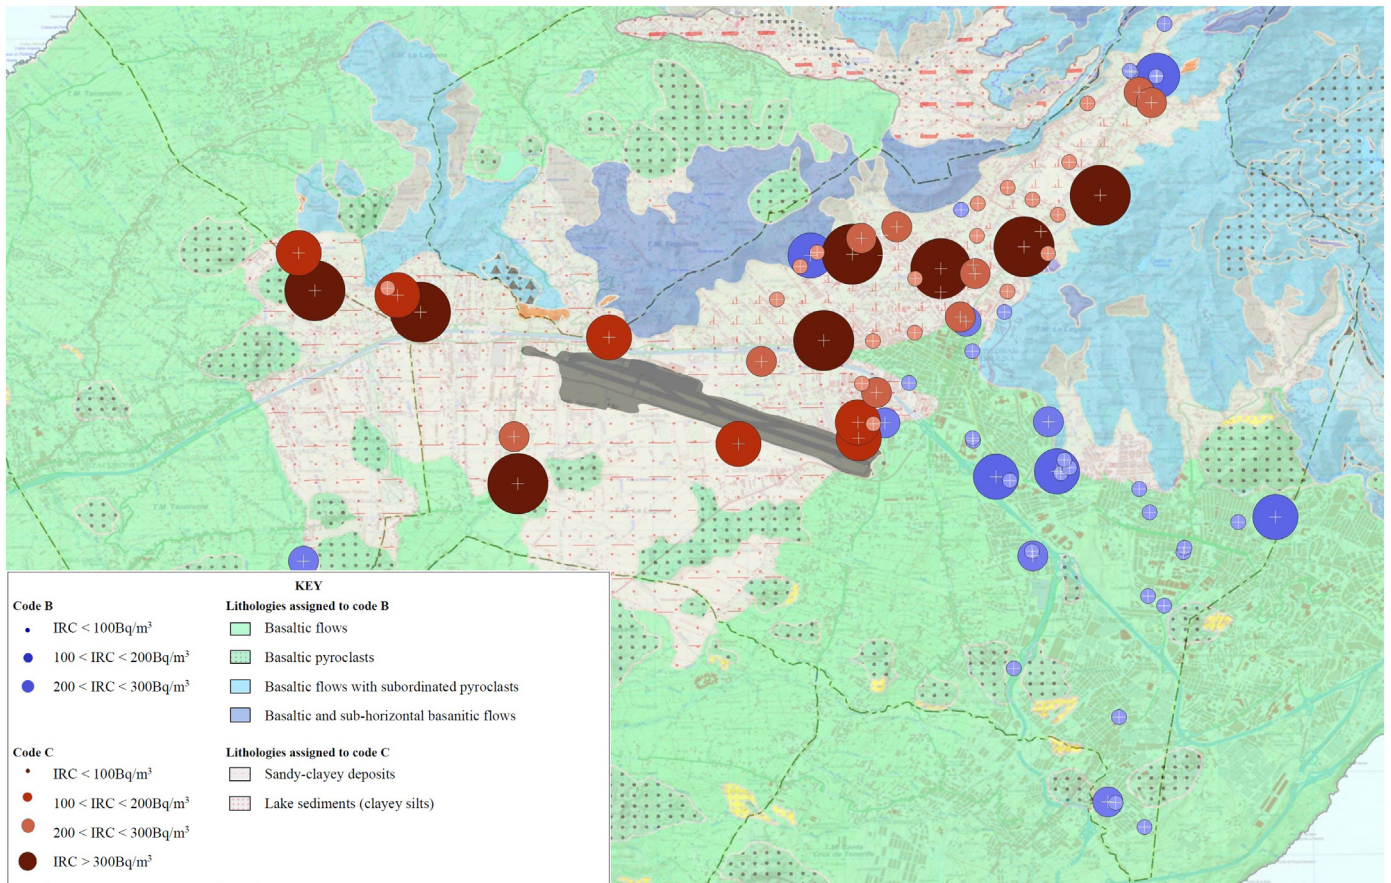 KEY
Code B
Lithologies assigned to code B
IRC < 100Bq/m³
Basaltic flows
100 < IRC < 200Bq/m³
Basaltic pyroclasts
200 < IRC < 300Bq/m³
Basaltic flows with subordinated pyroclasts
Basaltic and sub-horizontal basanitic flows
Code C
Lithologies assigned to code C
IRC < 100Bq/m³
Sandy-clayey deposits
100 < IRC < 200Bq/m³
Lake sediments (clayey silts)
200 < IRC < 300Bq/m³
IRC > 300Bq/m³